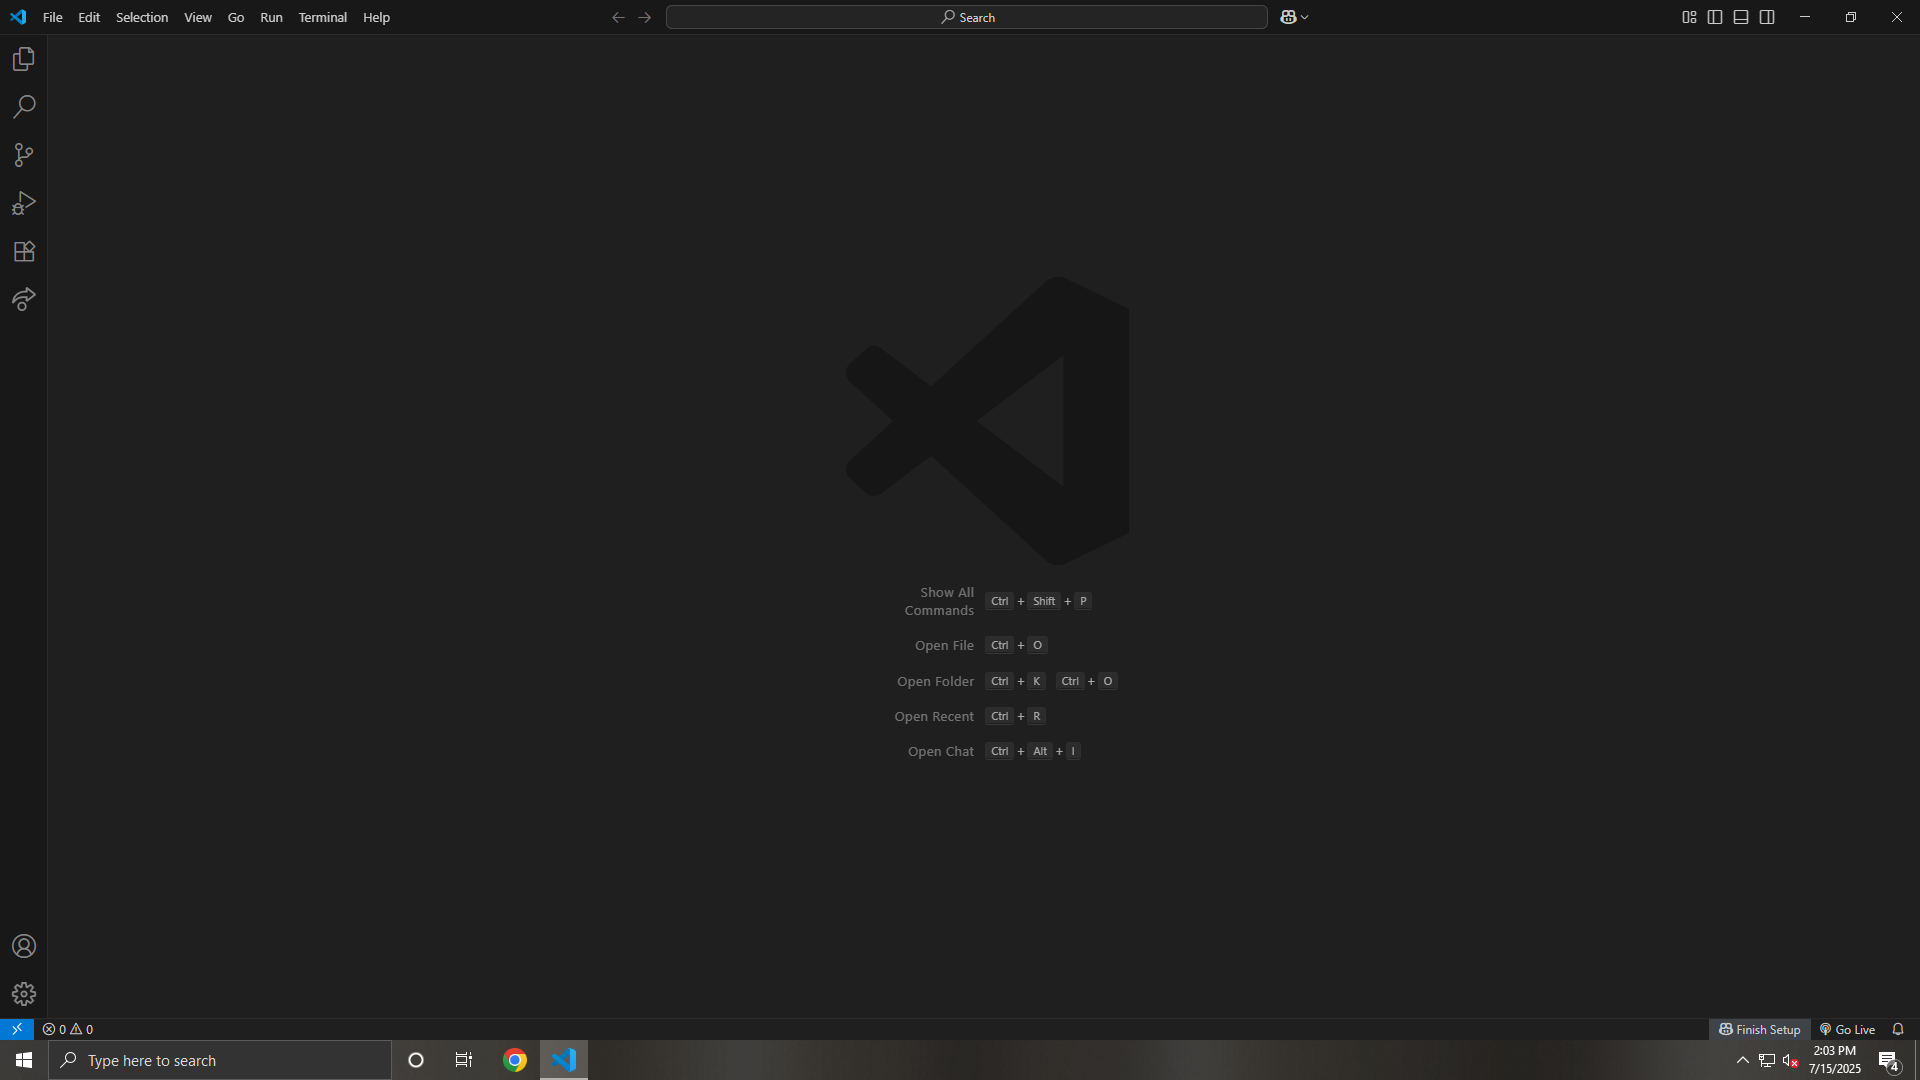 File Edit Selection View Go Run Terminal Help Search
Show All
Commands Ctrl + Shift + P
Open File Ctrl + O
Open Folder Ctrl + K Ctrl + O
Open Recent Ctrl + R
Open Chat Ctrl + Alt + I
0 0 Finish Setup Go Live
Type here to search
2:03 PM
7/15/2025
4